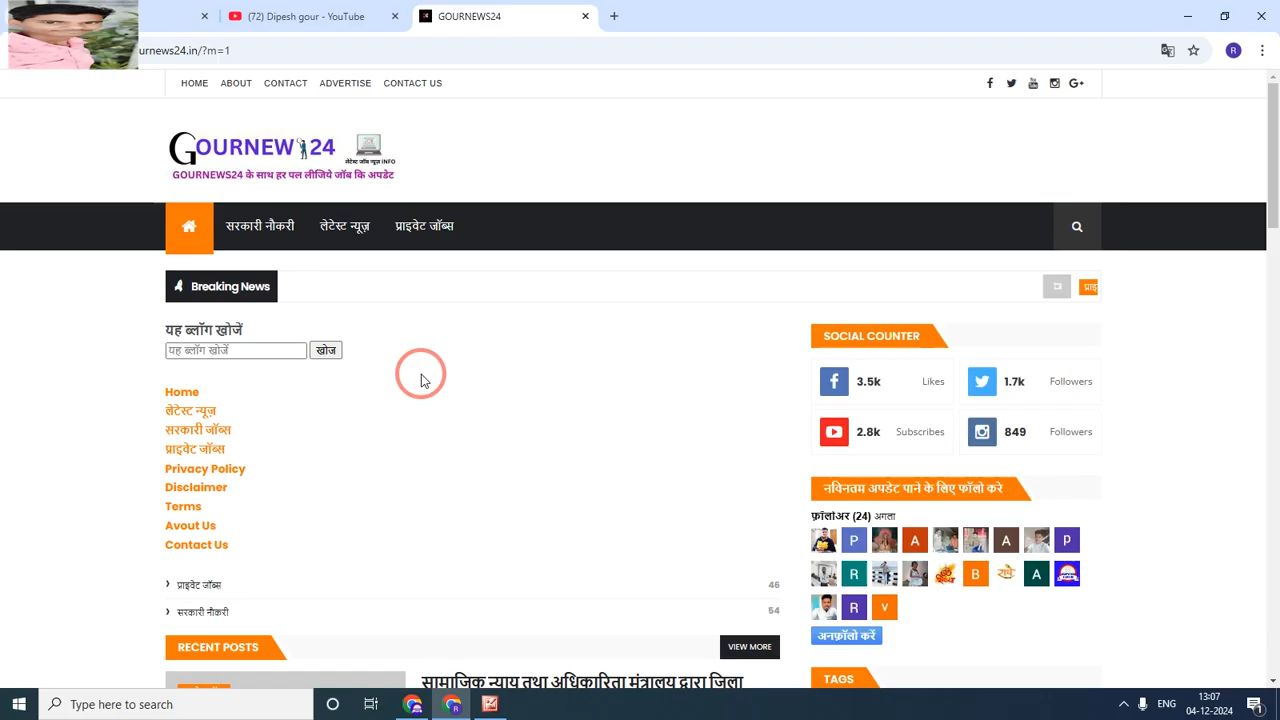 (72) Dipesh gour - YouTube
GOURNEWS24
urnews24.in/?m=1
R
HOME ABOUT CONTACT ADVERTISE CONTACT US
GOURNEW 24
लेटेस्ट जॉब न्यूज़ INFO
GOURNEWS24 के साथ हर पल लीजिये जॉब कि अपडेट
सरकारी नौकरी लेटेस्ट न्यूज़ प्राइवेट जॉब्स
Breaking News
यह ब्लॉग खोजें
यह ब्लॉग खोजें खोज
Home
लेटेस्ट न्यूज़
सरकारी जॉब्स
प्राइवेट जॉब्स
Privacy Policy
Disclaimer
Terms
Avout Us
Contact Us
प्राइवेट जॉब्स 46
सरकारी नौकरी 54
RECENT POSTS VIEW MORE
सामाजिक न्याय तथा अधिकारिता मंत्रालय द्वारा जिला
SOCIAL COUNTER
3.5k Likes 1.7k Followers
2.8k Subscribes 849 Followers
नविनतम अपडेट पाने के लिए फॉलो करे
फ़ॉलोअर (24) अगला
P A A P
R B राधे A
R v
अनफ़ॉलो करें
TAGS
Type here to search
13:07
04-12-2024